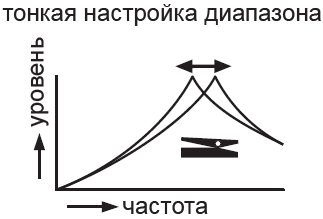 тонкая настройка диапазона
уровень
частота